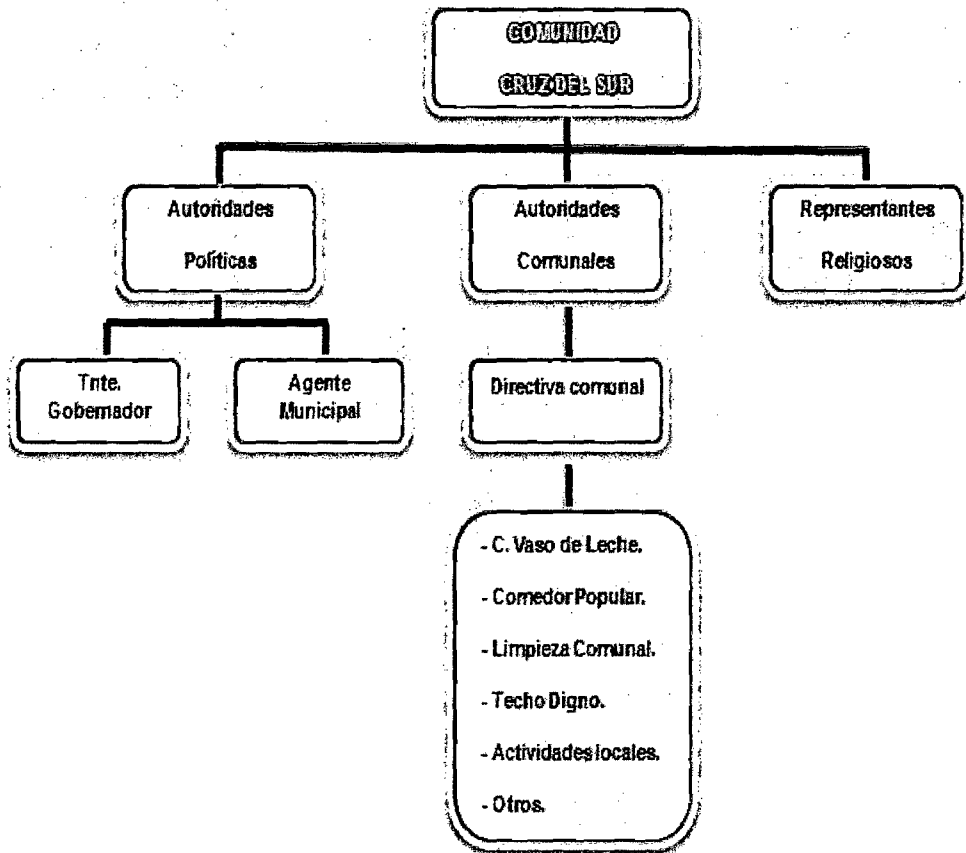 COMUNIDAD
CRUZ DEL SUR
Autoridades
Políticas
Autoridades
Comunales
Representantes
Religiosos
Tnte.
Gobernador
Agente
Municipal
Directiva comunal
- C. Vaso de Leche.
- Comedor Popular.
- Limpieza Comunal.
- Techo Digno.
- Actividades locales.
- Otros.